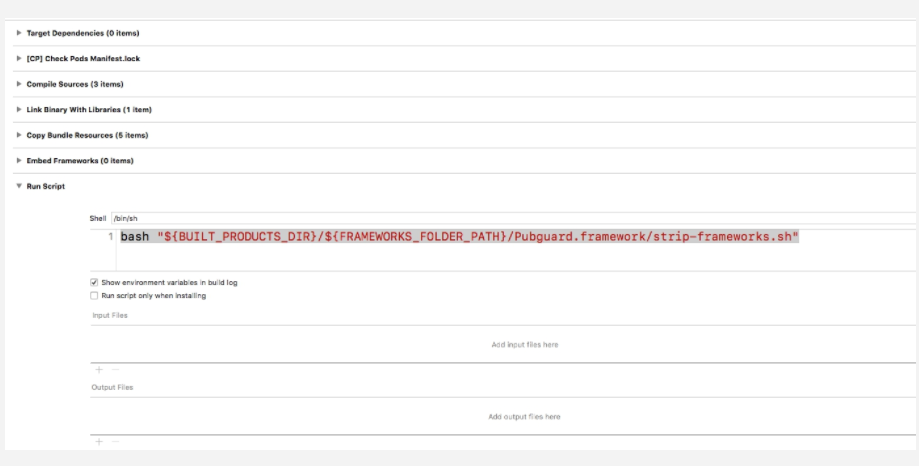 Target Dependencies (0 items)
[CP] Check Pods Manifest.lock
Compile Sources (3 items)
Link Binary With Libraries (1 item)
Copy Bundle Resources (5 items)
Embed Frameworks (0 items)
Run Script
Shell /bin/sh
1 bash "${BUILT_PRODUCTS_DIR}/${FRAMEWORKS_FOLDER_PATH}/Pubguard.framework/strip-frameworks.sh"
Show environment variables in build log
Run script only when installing
Input Files
Add input files here
+ −
Output Files
Add output files here
+ −